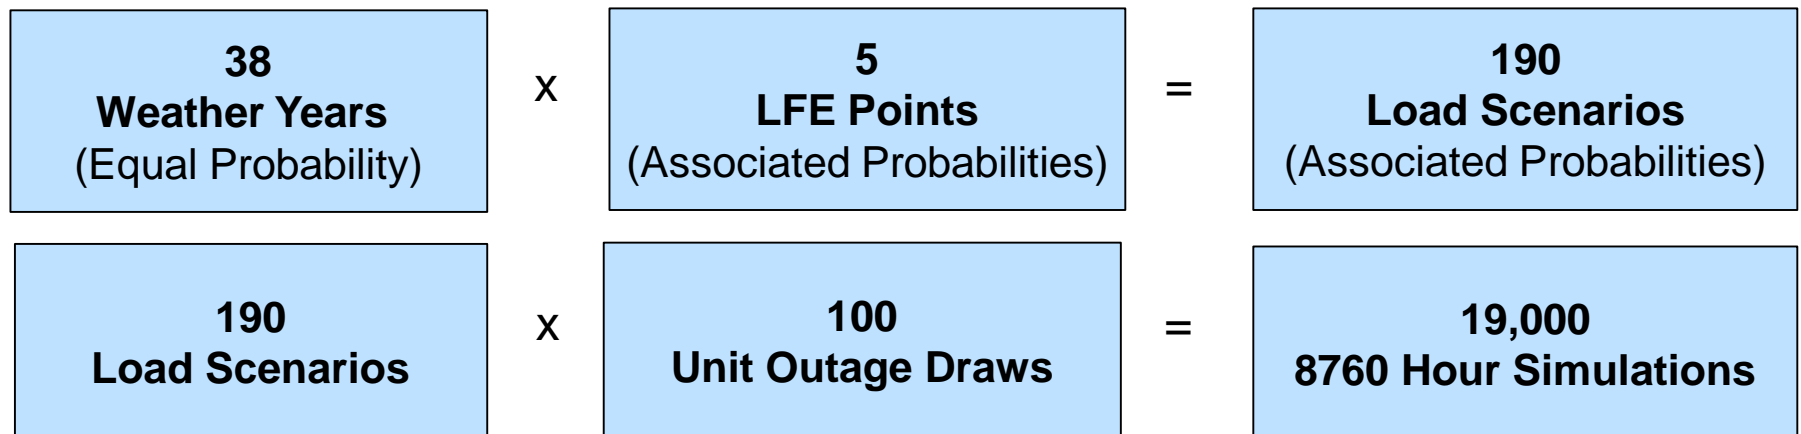 38
Weather Years
(Equal Probability)
x
5
LFE Points
(Associated Probabilities)
=
190
Load Scenarios
(Associated Probabilities)
190
Load Scenarios
x
100
Unit Outage Draws
=
19,000
8760 Hour Simulations